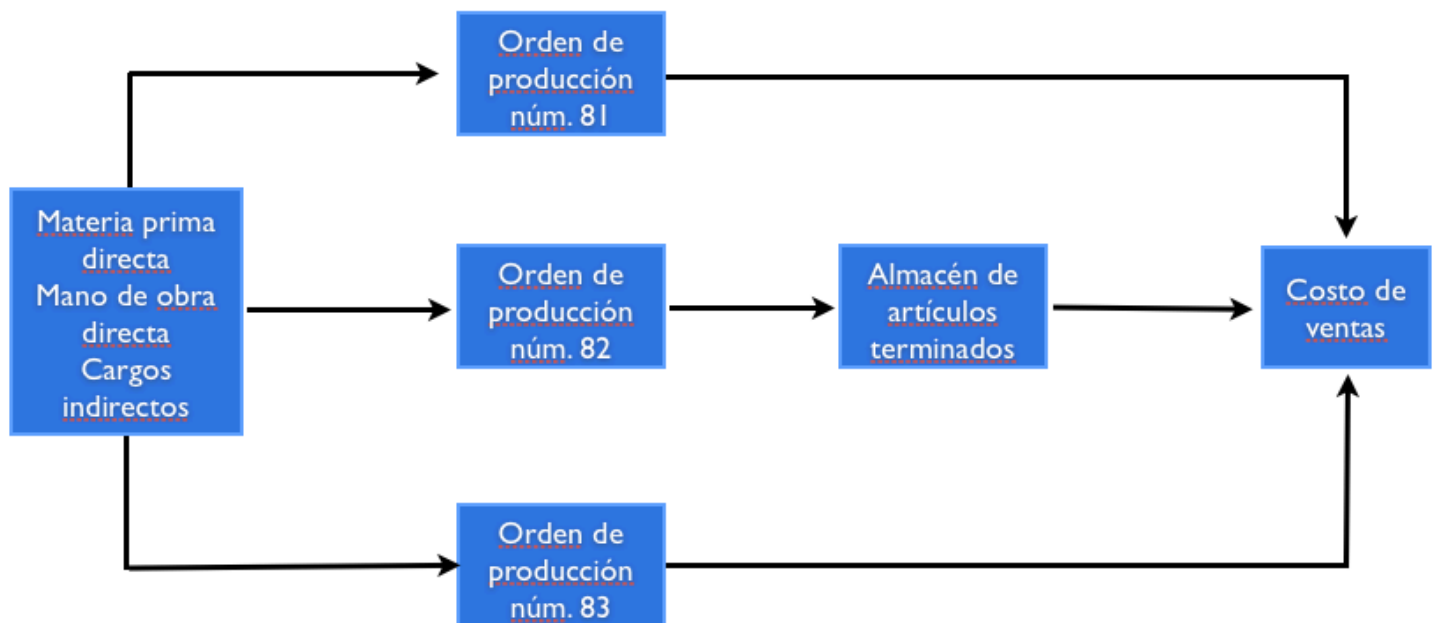 Orden de
producción
núm. 81
Materia prima
directa
Mano de obra
directa
Cargos
indirectos
Orden de
producción
núm. 82
Almacén de
artículos
terminados
Costo de
ventas
Orden de
producción
núm. 83